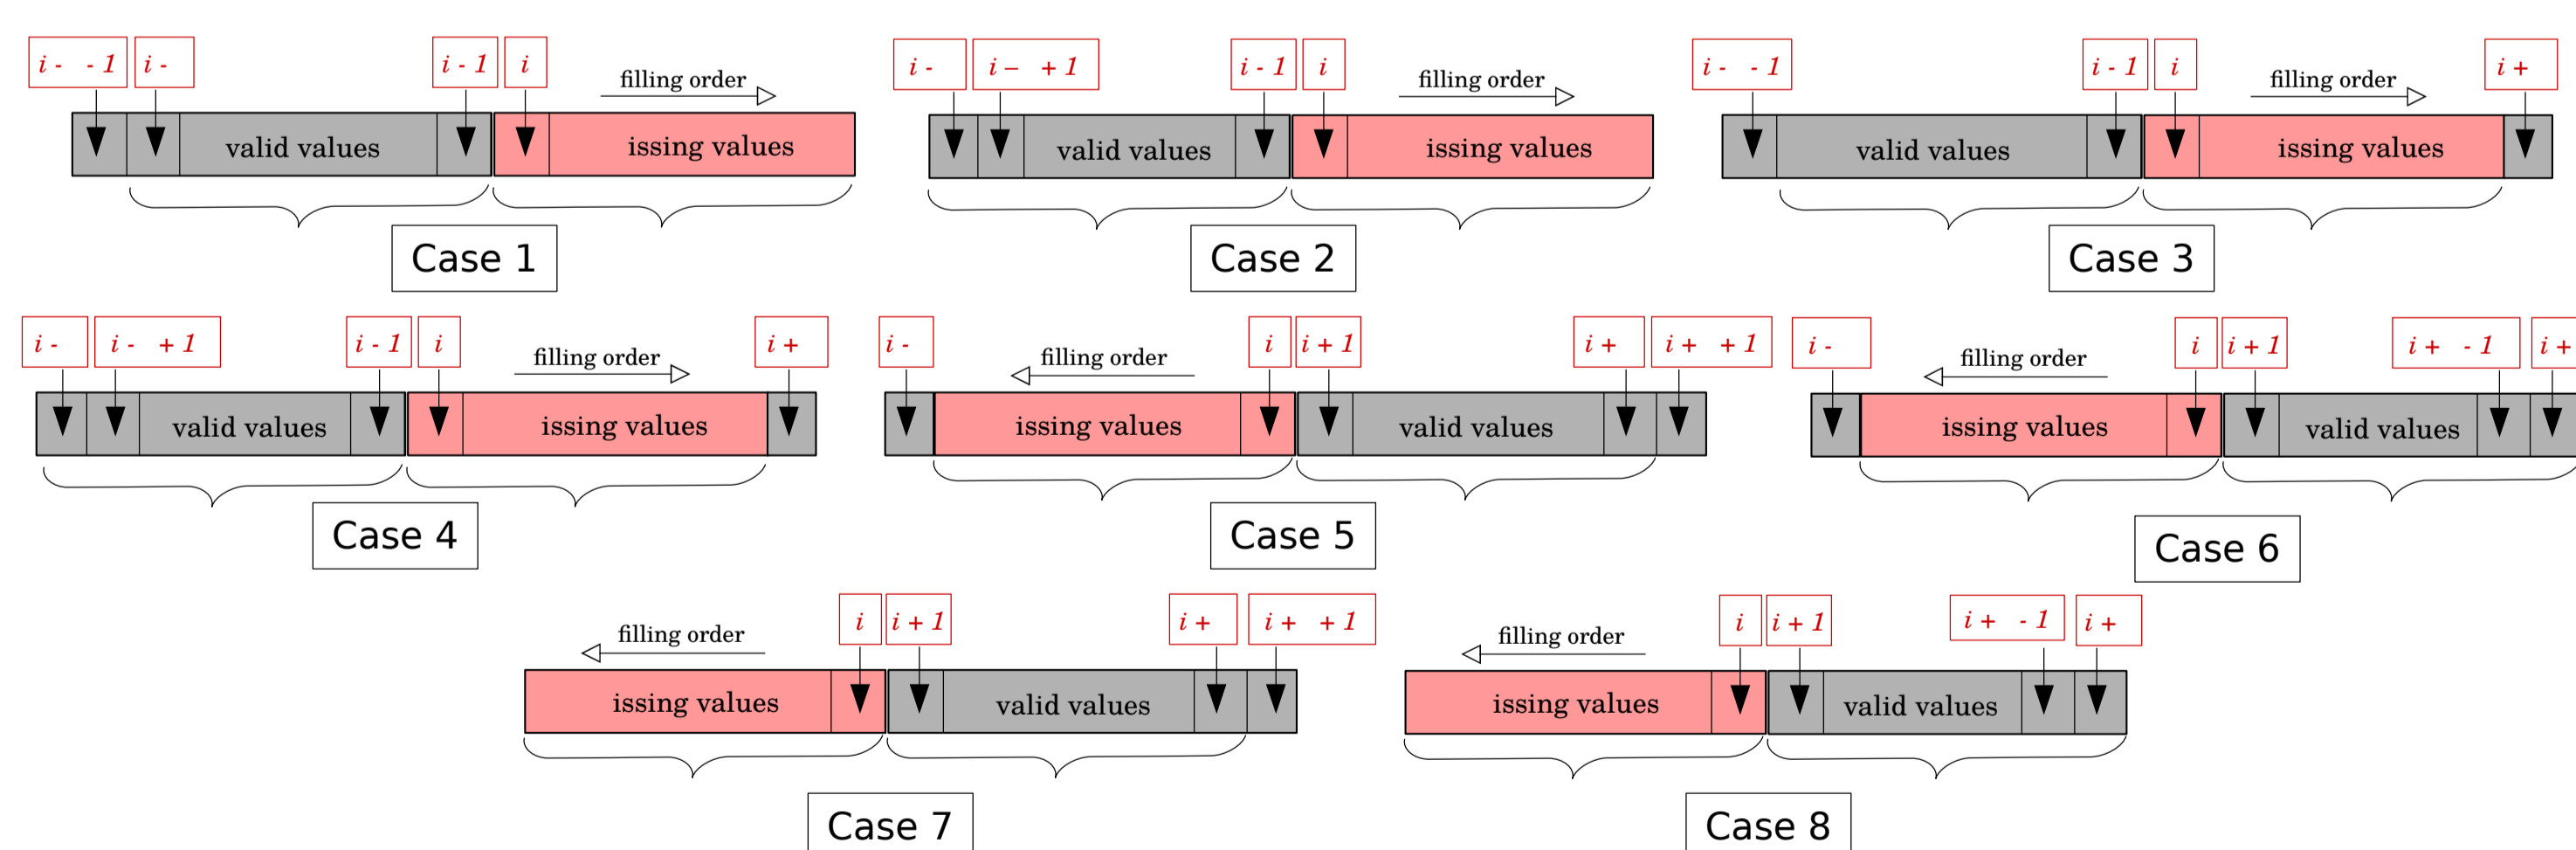 i - - 1 i - i - 1 i filling order
valid values issing values
Case 1
i - i – + 1 i - 1 i filling order
valid values issing values
Case 2
i - - 1 i - 1 i filling order i +
valid values issing values
Case 3
i - i - + 1 i - 1 i filling order i +
valid values issing values
Case 4
i - filling order i i + 1 i + i + + 1
issing values valid values
Case 5
i - filling order i i + 1 i + - 1 i +
issing values valid values
Case 6
filling order i i + 1 i + i + + 1
issing values valid values
Case 7
filling order i i + 1 i + - 1 i +
issing values valid values
Case 8